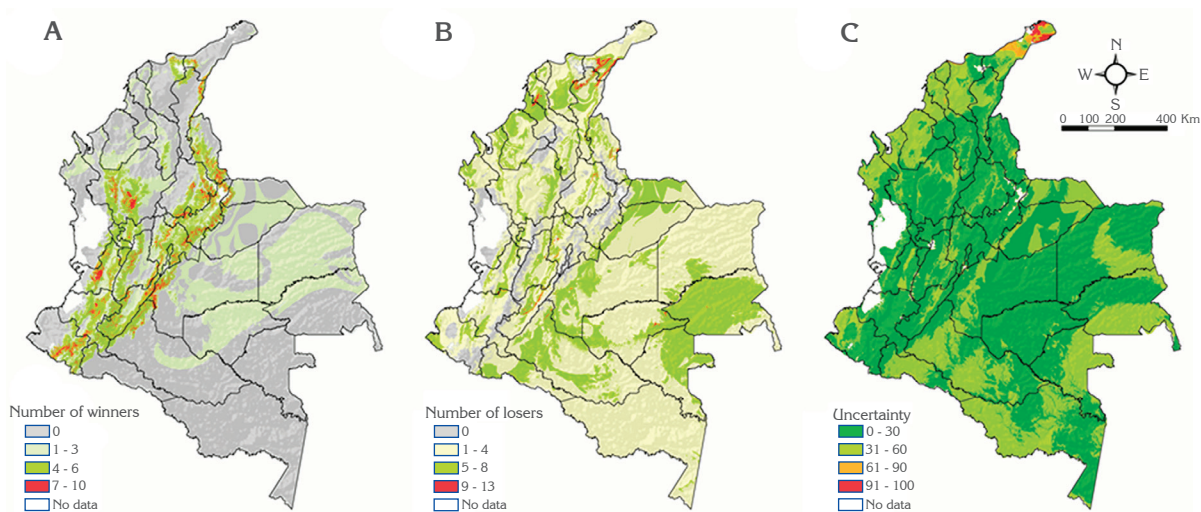 A
B
C
N
W E
S
0 100 200 400 Km
Number of winners
0
1 - 3
4 - 6
7 - 10
No data
Number of losers
0
1 - 4
5 - 8
9 - 13
No data
Uncertainty
0 - 30
31 - 60
61 - 90
91 - 100
No data